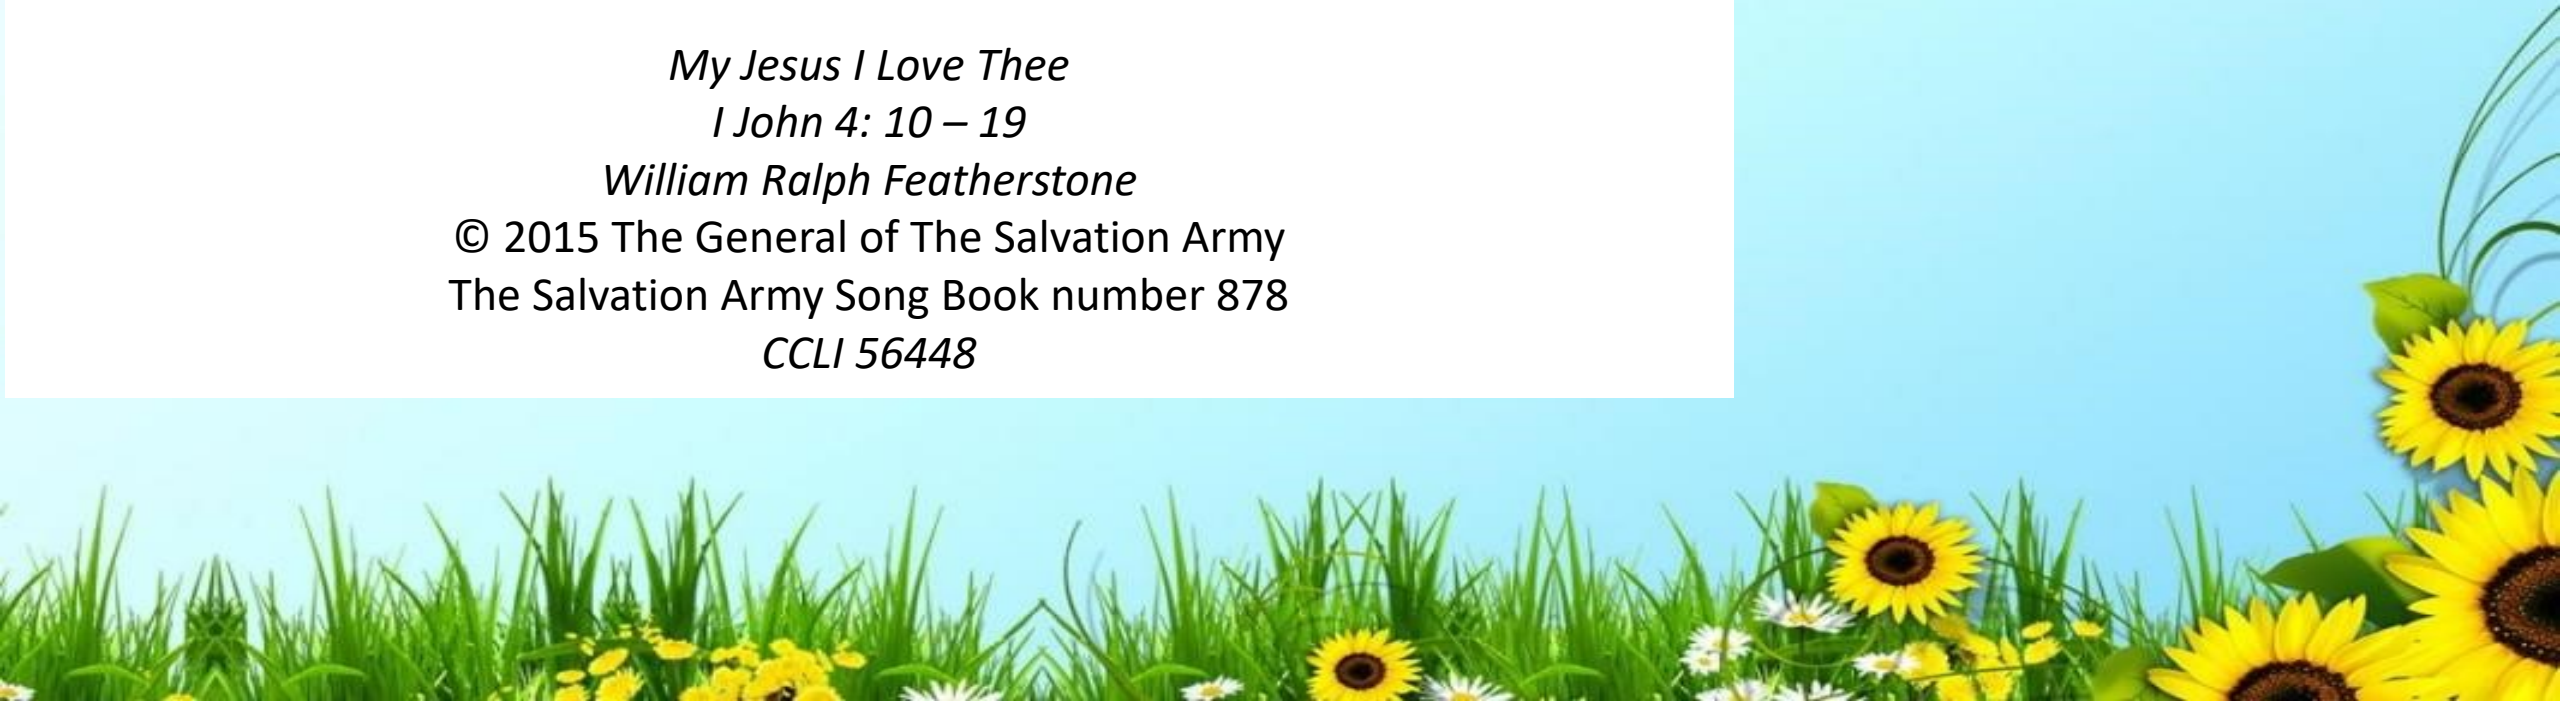 My Jesus I Love Thee
I John 4: 10 – 19
William Ralph Featherstone
© 2015 The General of The Salvation Army
The Salvation Army Song Book number 878
CCLI 56448